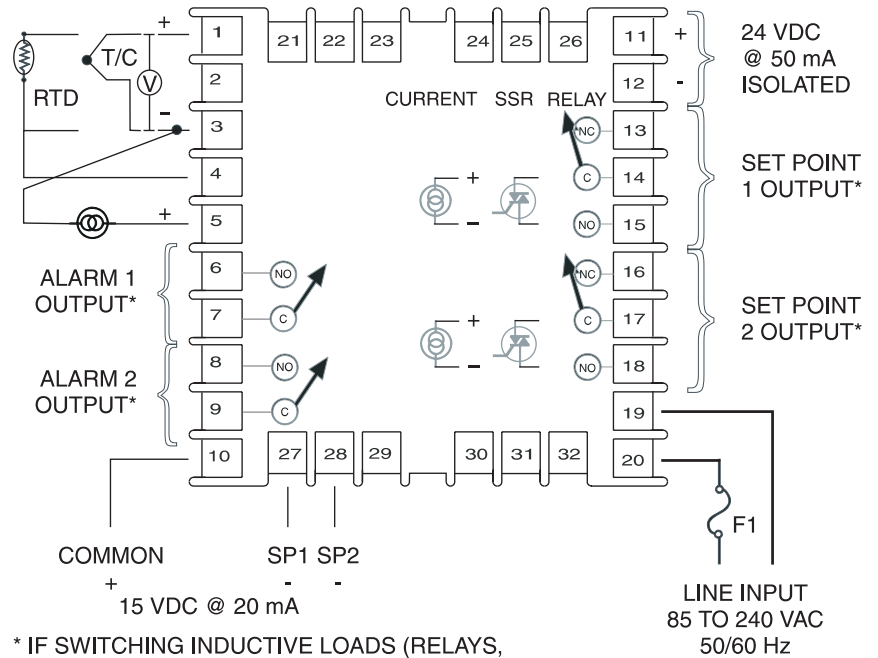 1 21 22 23 24 25 26 11 + 24 VDC
@ 50 mA
ISOLATED
+ T/C V RTD -
2 12 -
CURRENT SSR RELAY
3 NC 13
4 + C 14 SET POINT
1 OUTPUT*
5 + - NO 15
ALARM 1
OUTPUT*
6 NO NC 16
7 C + C 17 SET POINT
2 OUTPUT*
ALARM 2
OUTPUT*
8 NO - NO 18
9 C 19
10 27 28 29 30 31 32 20
F1
COMMON SP1 SP2
+ - -
15 VDC @ 20 mA
LINE INPUT
85 TO 240 VAC
50/60 Hz
* IF SWITCHING INDUCTIVE LOADS (RELAYS,